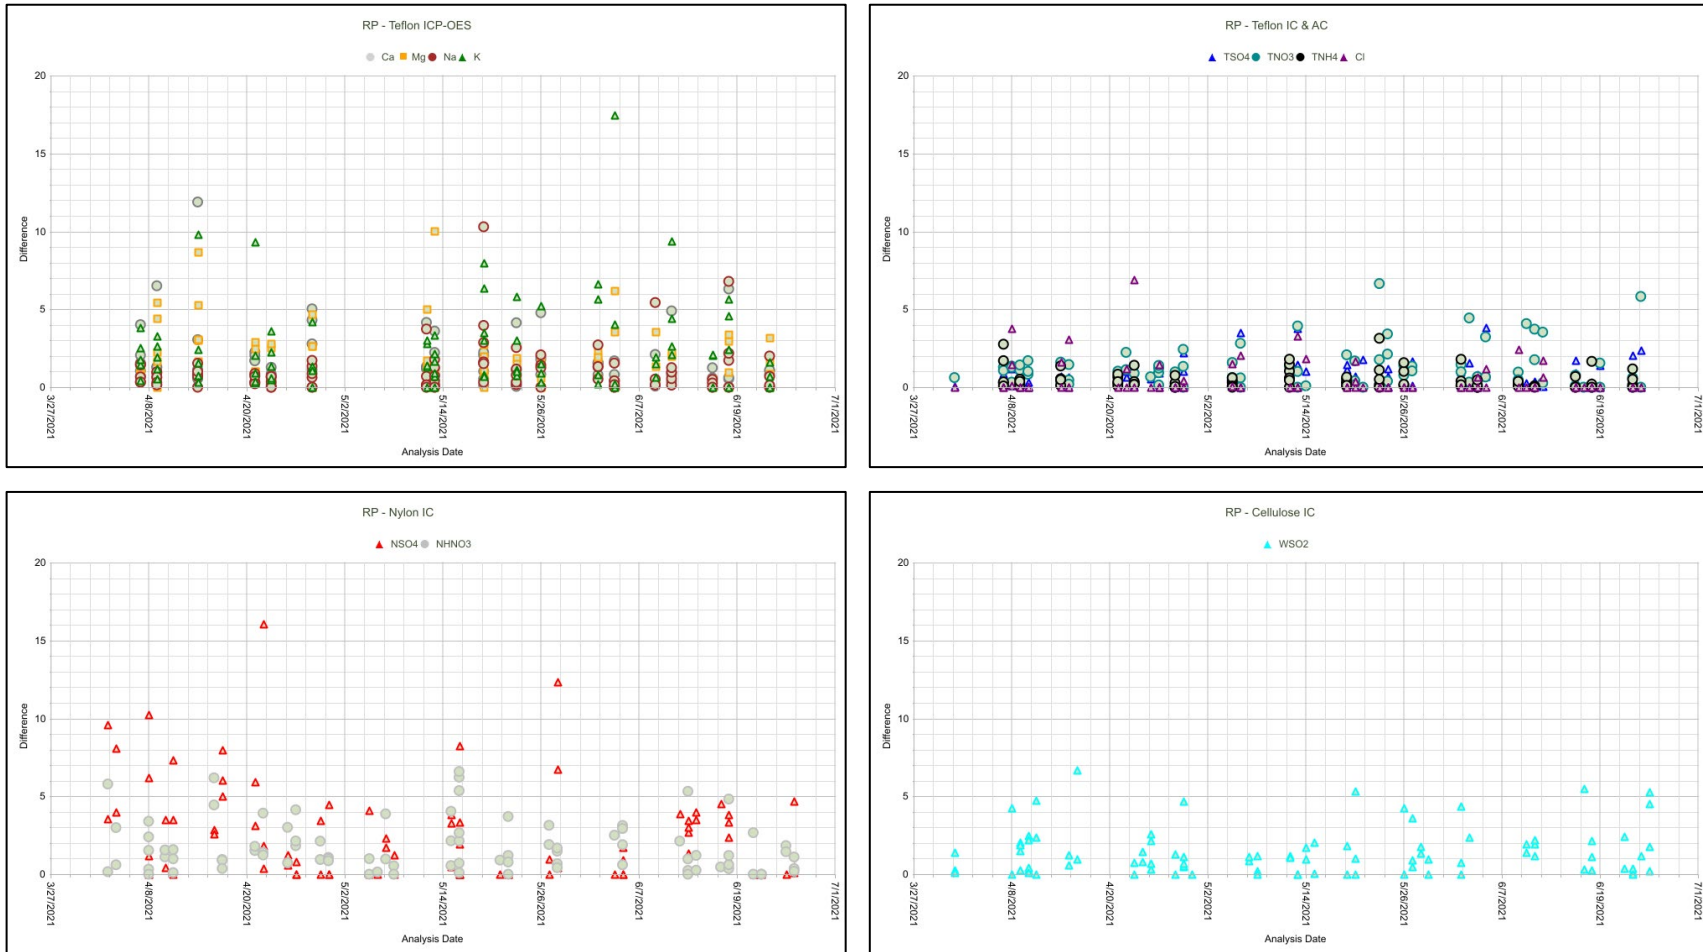 RP - Teflon ICP-OES
Ca Mg Na K
20
15
10
5
0
Difference
3/27/2021 4/8/2021 4/20/2021 5/2/2021 5/14/2021 5/26/2021 6/7/2021 6/19/2021 7/1/2021
Analysis Date
RP - Teflon IC & AC
TSO4 TNO3 TNH4 Cl
20
15
10
5
0
Difference
3/27/2021 4/8/2021 4/20/2021 5/2/2021 5/14/2021 5/26/2021 6/7/2021 6/19/2021 7/1/2021
Analysis Date
RP - Nylon IC
NSO4 NHNO3
20
15
10
5
0
Difference
3/27/2021 4/8/2021 4/20/2021 5/2/2021 5/14/2021 5/26/2021 6/7/2021 6/19/2021 7/1/2021
Analysis Date
RP - Cellulose IC
WSO2
20
15
10
5
0
Difference
3/27/2021 4/8/2021 4/20/2021 5/2/2021 5/14/2021 5/26/2021 6/7/2021 6/19/2021 7/1/2021
Analysis Date